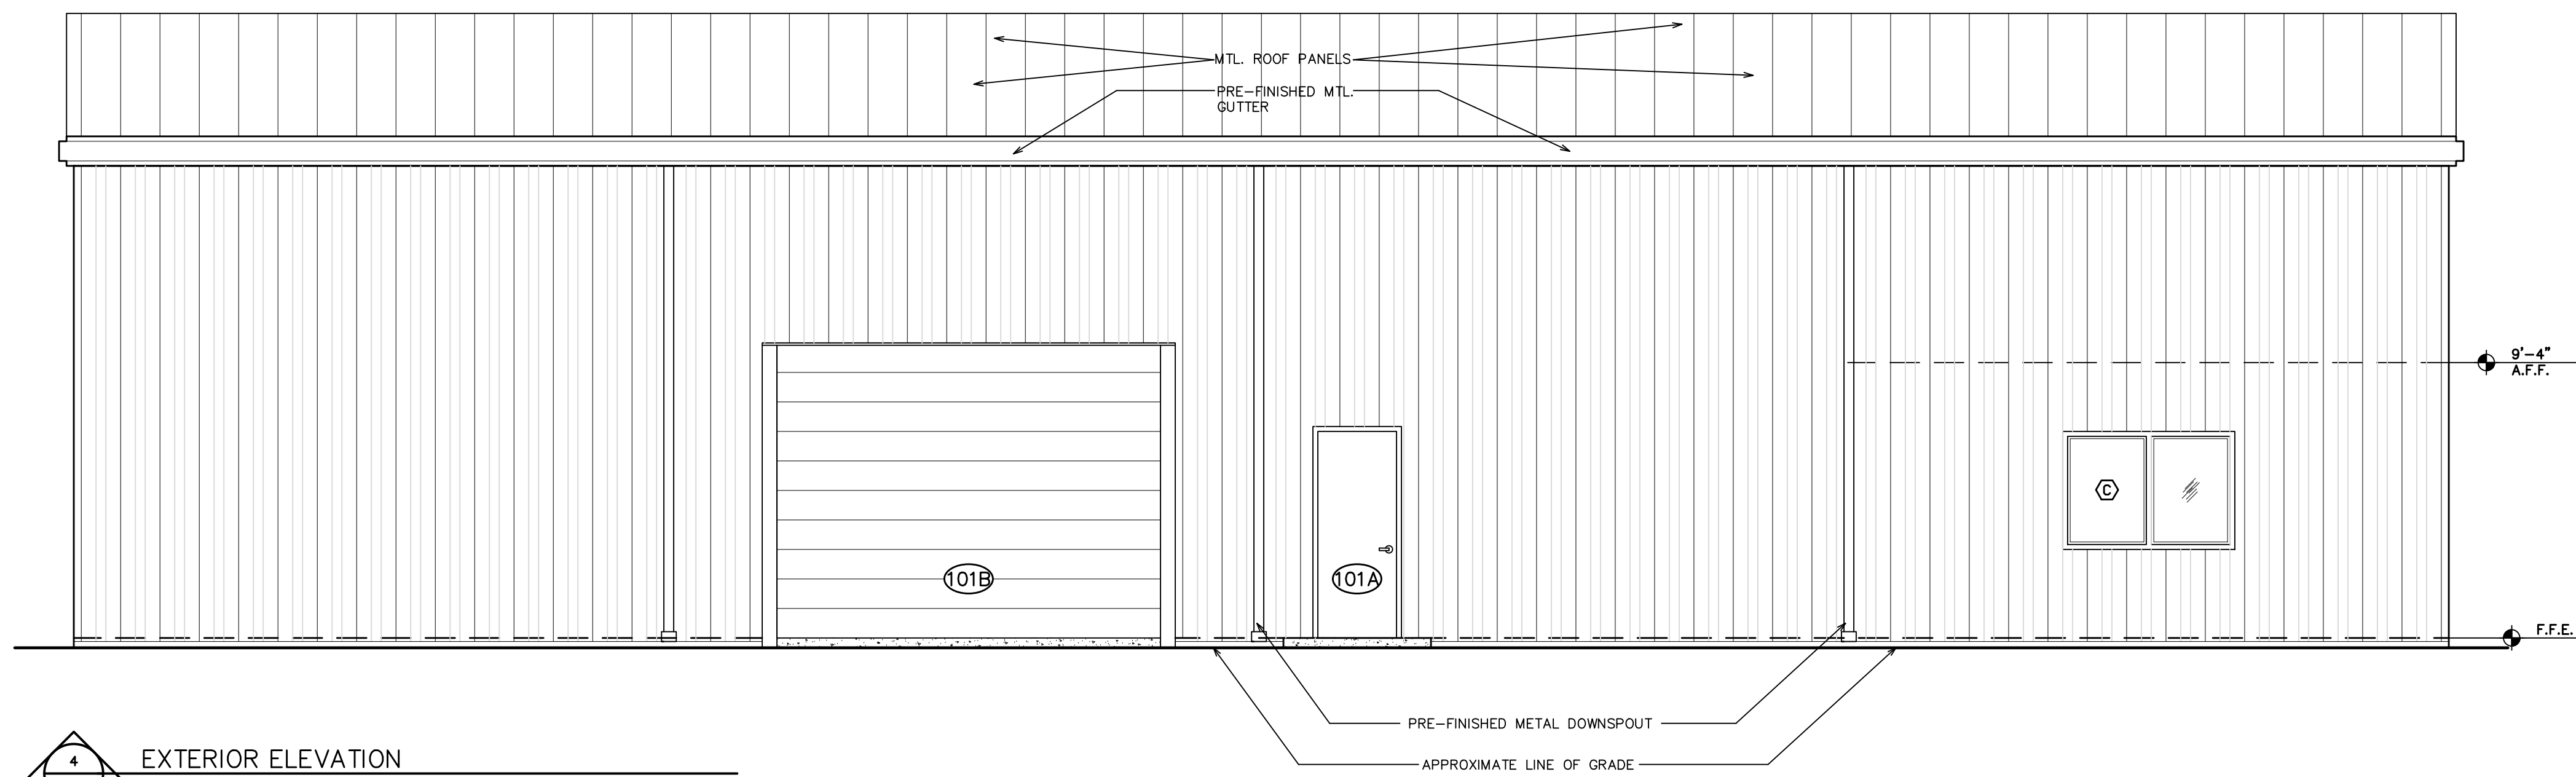 MTL. ROOF PANELS
PRE-FINISHED MTL.
GUTTER
9'-4"
A.F.F.
C
101B
101A
F.F.E.
PRE-FINISHED METAL DOWNSPOUT
4
EXTERIOR ELEVATION
APPROXIMATE LINE OF GRADE